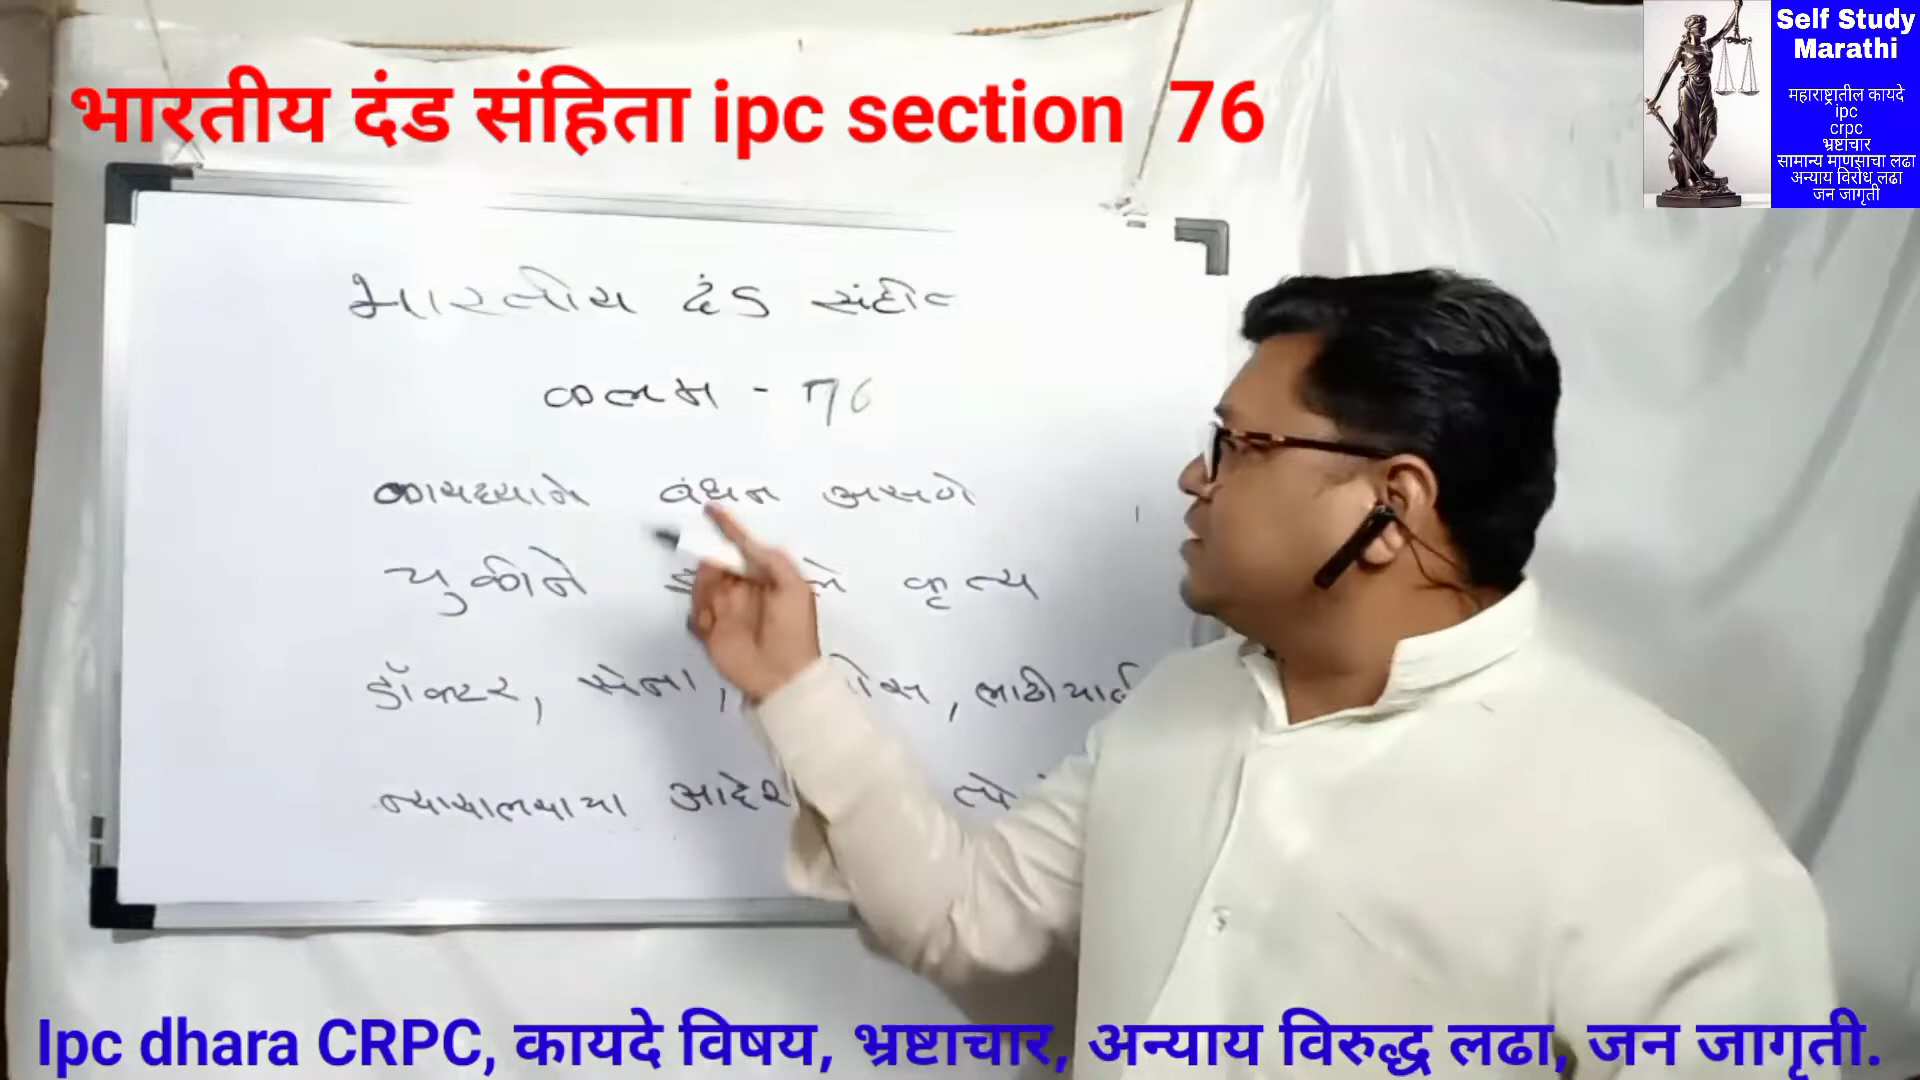 भारतीय दंड संहिता ipc section 76
Self Study
Marathi
महाराष्ट्रातील कायदे
ipc
crpc
भ्रष्टाचार
सामान्य माणसाचा लढा
अन्याय विरोध लढा
जन जागृती
भारतीय दंड संहीत
कलम - 76
कायद्याने बंधन असणे
चुकीने कृत्य
डॉक्टर, सेना,
न्यायालयाचा आदेश
Ipc dhara CRPC, कायदे विषय, भ्रष्टाचार, अन्याय विरुद्ध लढा, जन जागृती.